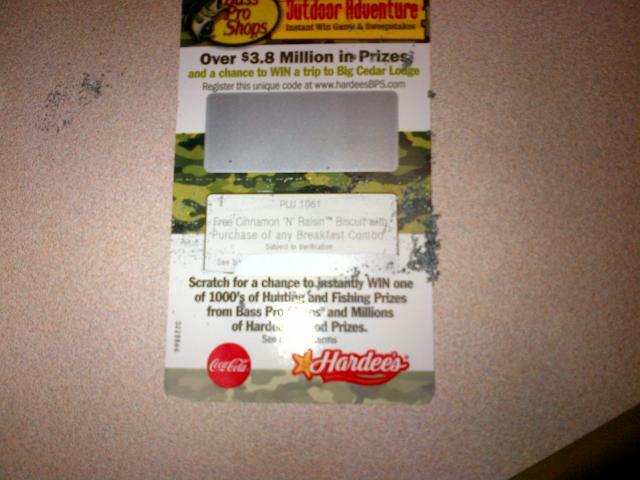 Bass
Pro
Shops
Outdoor Adventure
Instant Win Game & Sweepstakes
Over $3.8 Million in Prizes
and a chance to WIN a trip to Big Cedar Lodge
Register this unique code at www.hardeesBPS.com
PLU 1061
Free Cinnamon 'N' Raisin™ Biscuit with
Purchase of any Breakfast Combo
Subject to Verification
See
Scratch for a chance to instantly WIN one
of 1000's of Hunting and Fishing Prizes
from Bass Pro and Millions
of Prizes.
See
Coca-Cola
Hardee's